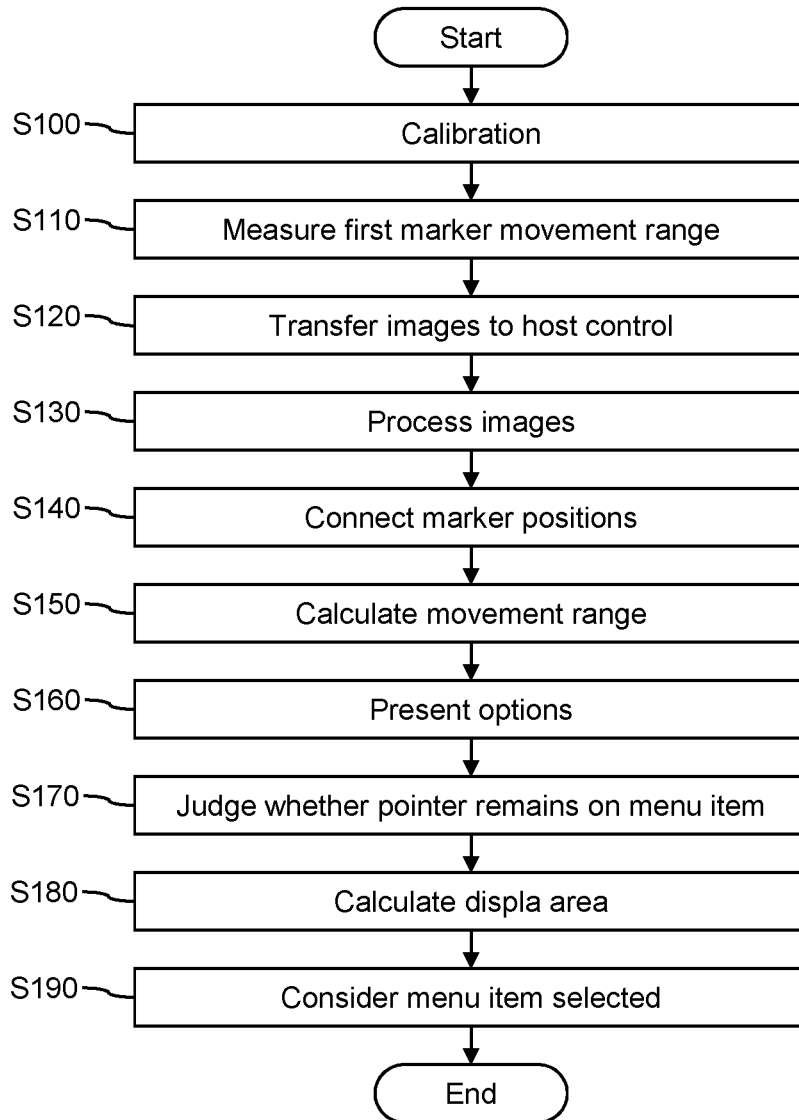 Start
S100 Calibration
S110 Measure first marker movement range
S120 Transfer images to host control
S130 Process images
S140 Connect marker positions
S150 Calculate movement range
S160 Present options
S170 Judge whether pointer remains on menu item
S180 Calculate displa area
S190 Consider menu item selected
End